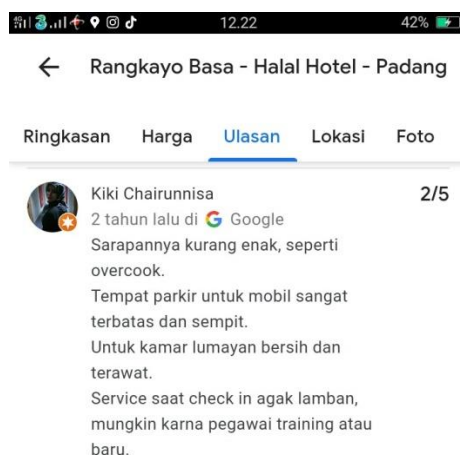 4G 3
12.22
42%
Rangkayo Basa - Halal Hotel - Padang
Ringkasan Harga Ulasan Lokasi Foto
Kiki Chairunnisa 2/5
2 tahun lalu di G Google
Sarapannya kurang enak, seperti
overcook.
Tempat parkir untuk mobil sangat
terbatas dan sempit.
Untuk kamar lumayan bersih dan
terawat.
Service saat check in agak lamban,
mungkin karna pegawai training atau
baru.